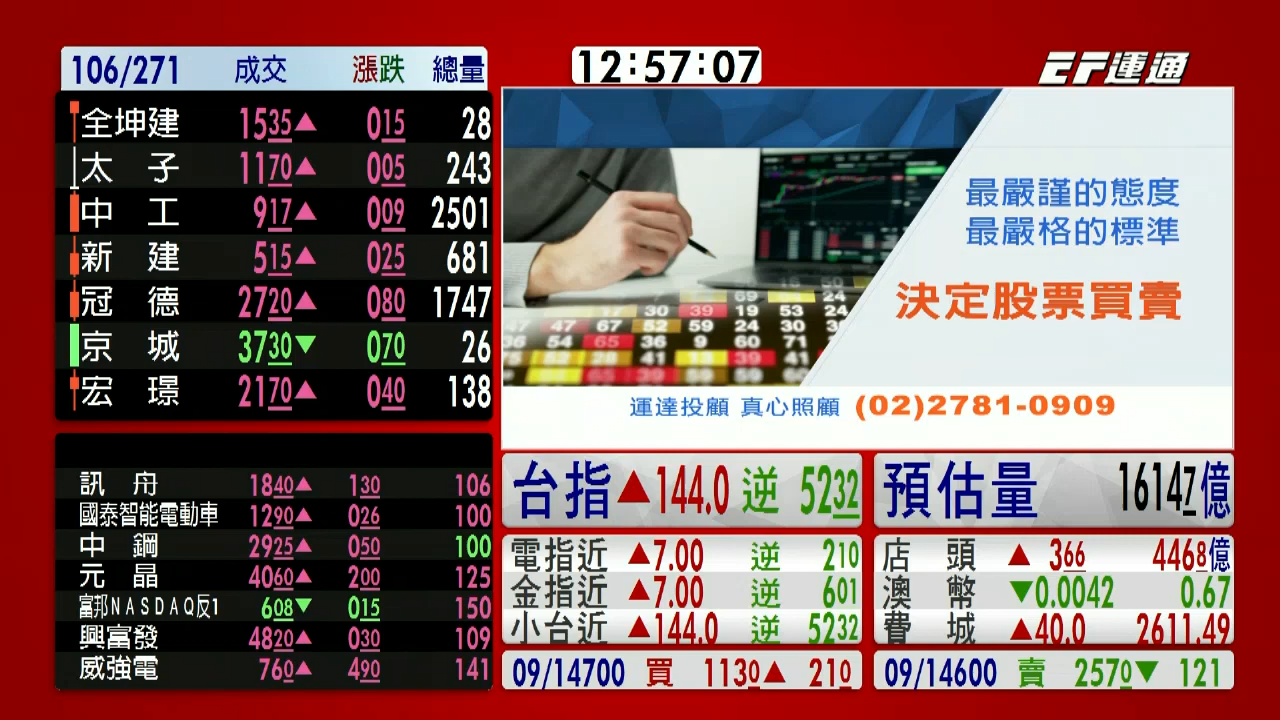 106/271 成交 漲跌 總量
12:57:07
EF運通
全坤建 1535▲ 015 28
太子 1170▲ 005 243
中工 917▲ 009 2501
新建 515▲ 025 681
冠德 2720▲ 080 1747
京城 3730▼ 070 26
宏璟 2170▲ 040 138
最嚴謹的態度
最嚴格的標準
決定股票買賣
運達投顧 真心照顧 (02)2781-0909
訊舟 1840▲ 130 106
國泰智能電動車 1290▲ 026 100
中鋼 2925▲ 050 100
元晶 4060▲ 200 125
富邦NASDAQ反1 608▼ 015 150
興富發 4820▲ 030 109
威強電 760▲ 490 141
台指▲144.0 逆 5232
預估量 16147億
電指近 ▲7.00 逆 210
金指近 ▲7.00 逆 601
小台近 ▲144.0 逆 5232
店頭 ▲ 366 4468億
澳幣 ▼0.0042 0.67
費城 ▲40.0 2611.49
09/14700 買 1130▲ 210
09/14600 賣 2570▼ 121